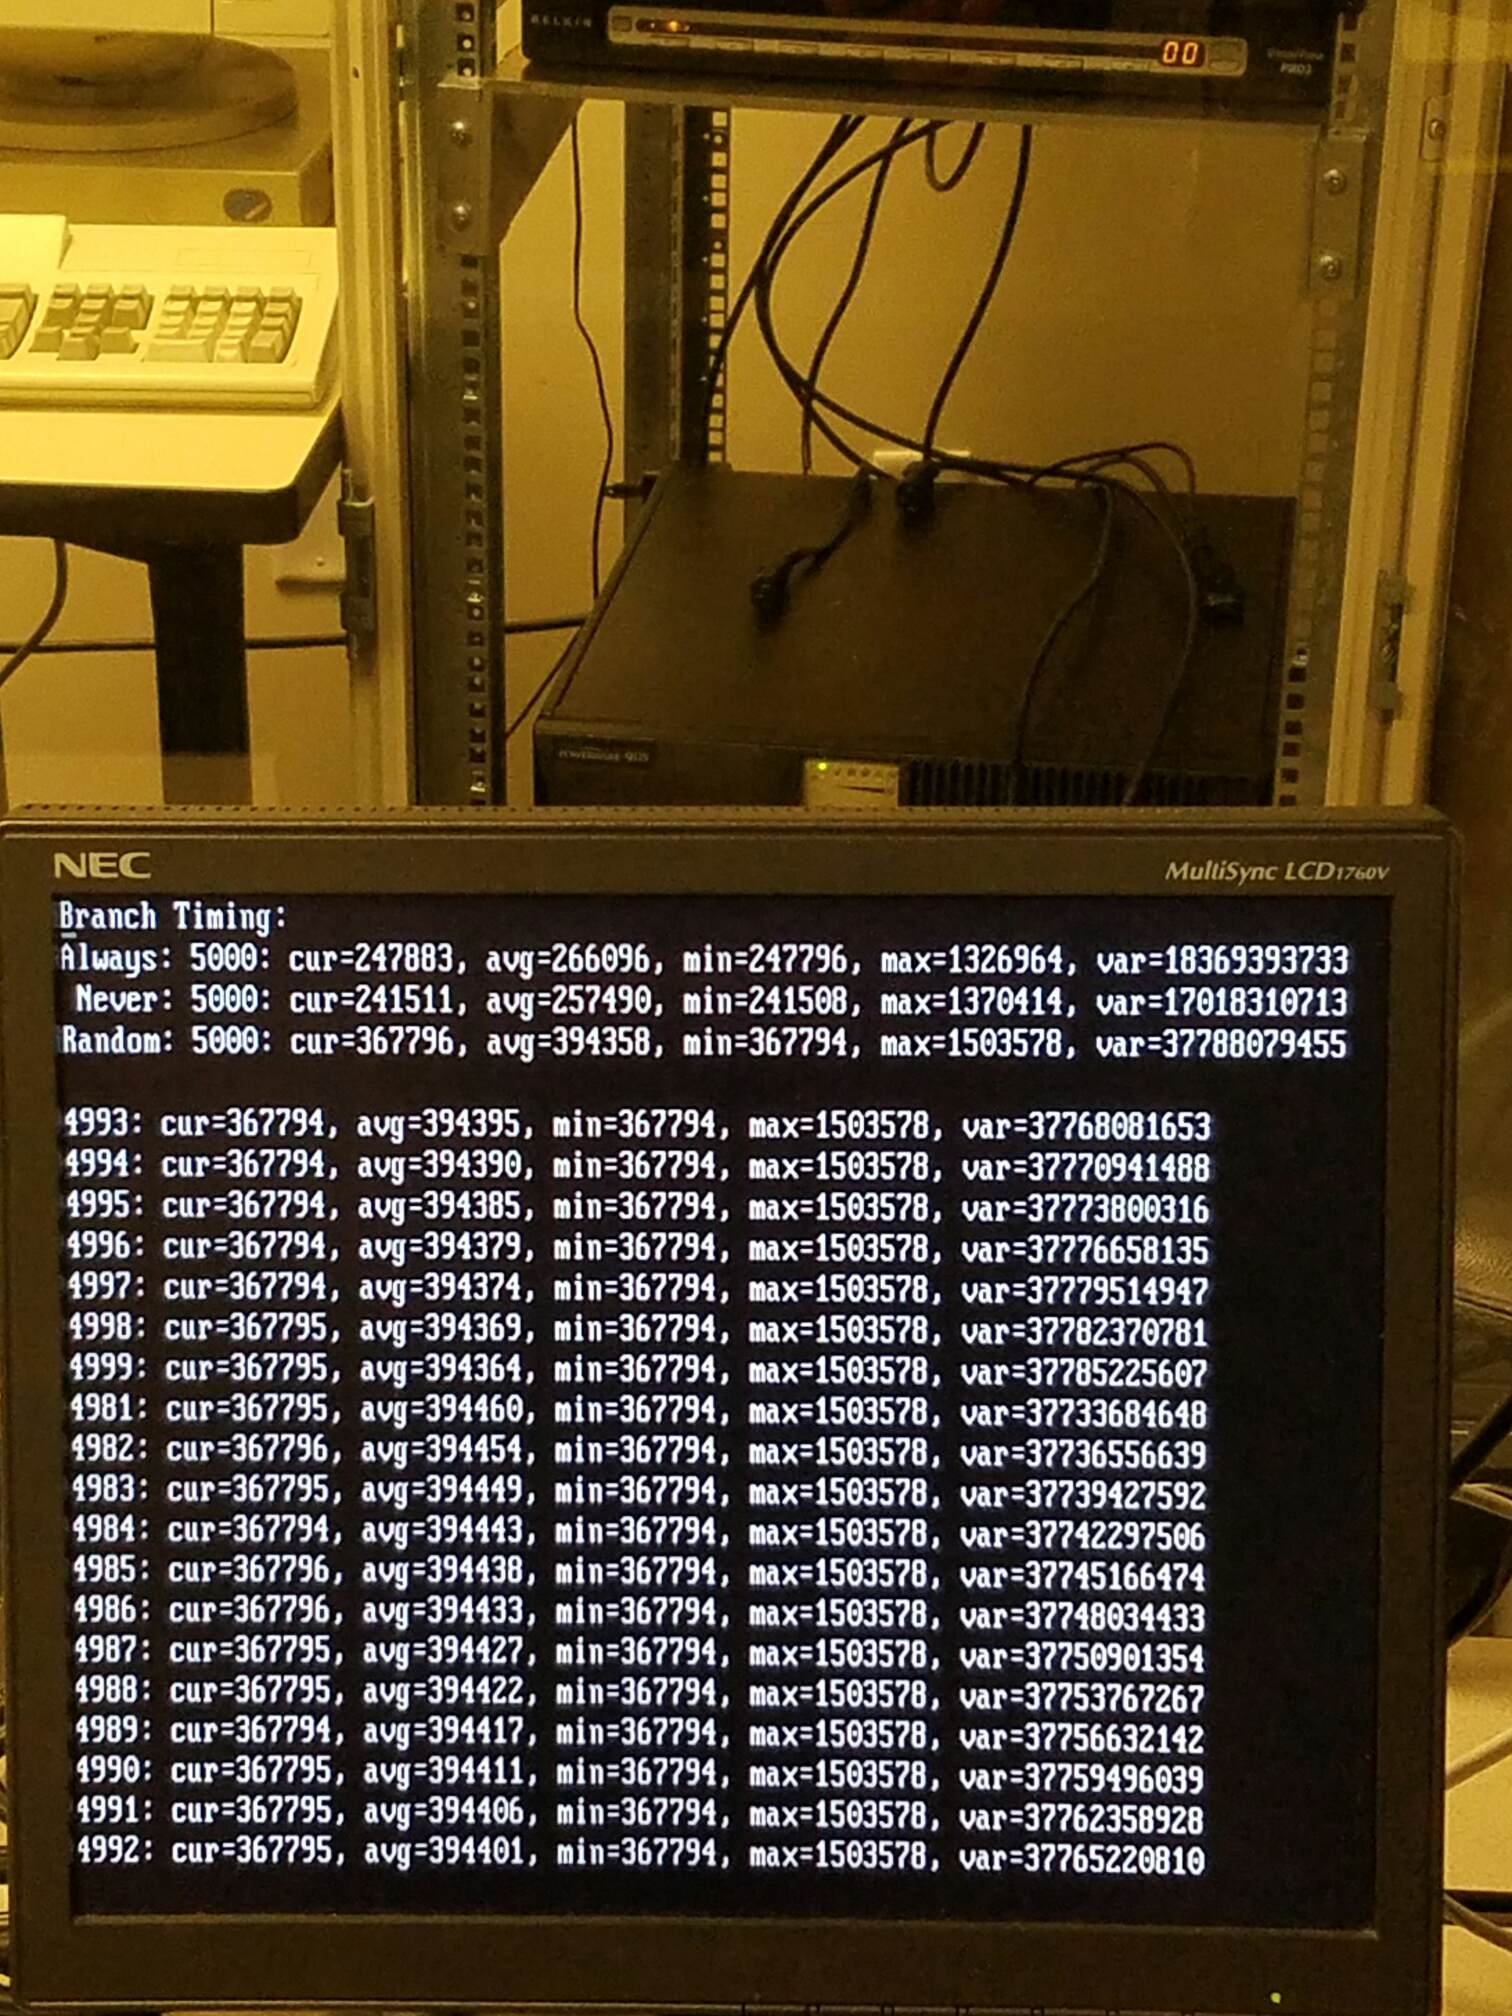 BELKIN
00
OmniView
PRO3
POWERWARE 9125
NEC
MultiSync LCD1760V
Branch Timing:
Always: 5000: cur=247883, avg=266096, min=247796, max=1326964, var=18369393733
Never: 5000: cur=241511, avg=257490, min=241508, max=1370414, var=17018310713
Random: 5000: cur=367796, avg=394358, min=367794, max=1503578, var=37788079455
4993: cur=367794, avg=394395, min=367794, max=1503578, var=37768081653
4994: cur=367794, avg=394390, min=367794, max=1503578, var=37770941488
4995: cur=367794, avg=394385, min=367794, max=1503578, var=37773800316
4996: cur=367794, avg=394379, min=367794, max=1503578, var=37776658135
4997: cur=367794, avg=394374, min=367794, max=1503578, var=37779514947
4998: cur=367795, avg=394369, min=367794, max=1503578, var=37782370781
4999: cur=367795, avg=394364, min=367794, max=1503578, var=37785225607
4981: cur=367795, avg=394460, min=367794, max=1503578, var=37733684648
4982: cur=367796, avg=394454, min=367794, max=1503578, var=37736556639
4983: cur=367795, avg=394449, min=367794, max=1503578, var=37739427592
4984: cur=367794, avg=394443, min=367794, max=1503578, var=37742297506
4985: cur=367796, avg=394438, min=367794, max=1503578, var=37745166474
4986: cur=367796, avg=394433, min=367794, max=1503578, var=37748034433
4987: cur=367795, avg=394427, min=367794, max=1503578, var=37750901354
4988: cur=367795, avg=394422, min=367794, max=1503578, var=37753767267
4989: cur=367794, avg=394417, min=367794, max=1503578, var=37756632142
4990: cur=367795, avg=394411, min=367794, max=1503578, var=37759496039
4991: cur=367795, avg=394406, min=367794, max=1503578, var=37762358928
4992: cur=367795, avg=394401, min=367794, max=1503578, var=37765220810